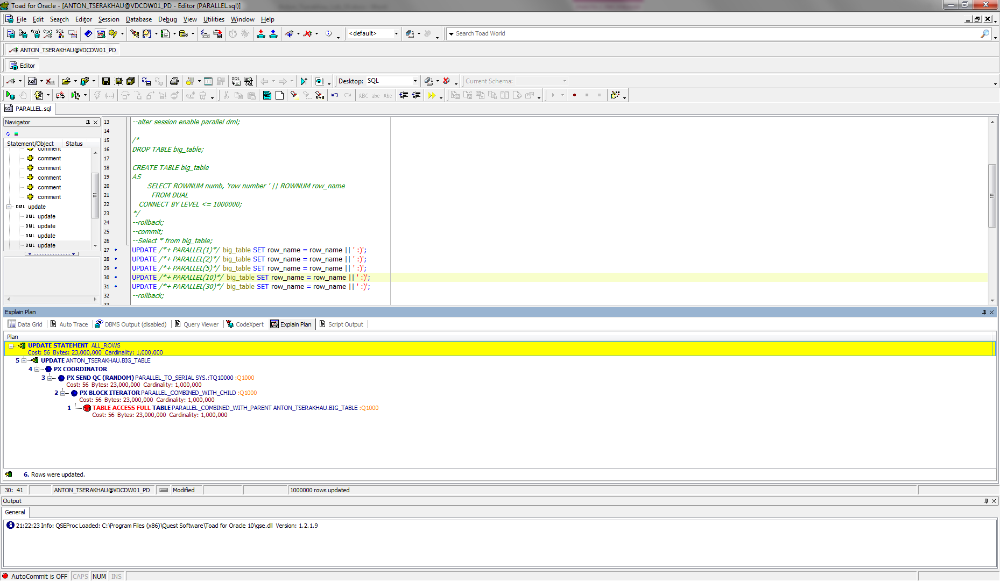 Toad for Oracle - [ANTON_TSERAKHAU@VDCDW01_PD - Editor (PARALLEL.sql)]
File Edit Search Editor Session Database Debug View Utilities Window Help
<default> Search Toad World
ANTON_TSERAKHAU@VDCDW01_PD
Editor
Desktop: SQL Current Schema:
PARALLEL.sql
Navigator
Statement/Object Status
comment
comment
comment
comment
comment
comment
DML update
DML update
DML update
DML update
DML update
13 --alter session enable parallel dml;
14
15 /*
16 DROP TABLE big_table;
17
18 CREATE TABLE big_table
19 AS
20 SELECT ROWNUM numb, 'row number ' || ROWNUM row_name
21 FROM DUAL
22 CONNECT BY LEVEL <= 1000000;
23 */
24 --rollback;
25 --commit;
26 --Select * from big_table;
27 UPDATE /*+ PARALLEL(1)*/ big_table SET row_name = row_name || ' :)';
28 UPDATE /*+ PARALLEL(2)*/ big_table SET row_name = row_name || ' :)';
29 UPDATE /*+ PARALLEL(5)*/ big_table SET row_name = row_name || ' :)';
30 UPDATE /*+ PARALLEL(10)*/ big_table SET row_name = row_name || ' :)';
31 UPDATE /*+ PARALLEL(30)*/ big_table SET row_name = row_name || ' :)';
32 --rollback;
33
Explain Plan
Data Grid Auto Trace DBMS Output (disabled) Query Viewer CodeXpert Explain Plan Script Output
Plan
UPDATE STATEMENT ALL_ROWS
Cost: 56 Bytes: 23,000,000 Cardinality: 1,000,000
5 UPDATE ANTON_TSERAKHAU.BIG_TABLE
4 PX COORDINATOR
3 PX SEND QC (RANDOM) PARALLEL_TO_SERIAL SYS.:TQ10000 :Q1000
Cost: 56 Bytes: 23,000,000 Cardinality: 1,000,000
2 PX BLOCK ITERATOR PARALLEL_COMBINED_WITH_CHILD :Q1000
Cost: 56 Bytes: 23,000,000 Cardinality: 1,000,000
1 TABLE ACCESS FULL TABLE PARALLEL_COMBINED_WITH_PARENT ANTON_TSERAKHAU.BIG_TABLE :Q1000
Cost: 56 Bytes: 23,000,000 Cardinality: 1,000,000
6. Rows were updated.
30: 41 ANTON_TSERAKHAU@VDCDW01_PD Modified 1000000 rows updated
Output
General
21:22:23 Info: QSEProc Loaded: C:\Program Files (x86)\Quest Software\Toad for Oracle 10\qse.dll Version: 1.2.1.9
AutoCommit is OFF CAPS NUM INS